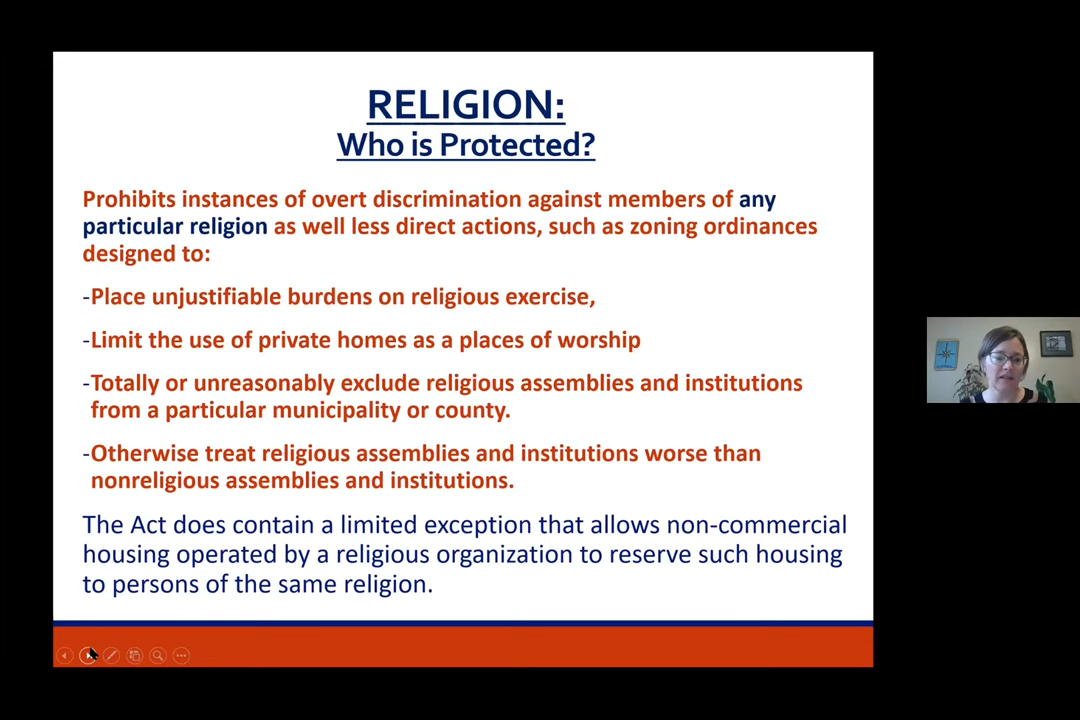 RELIGION:
Who is Protected?
Prohibits instances of overt discrimination against members of any
particular religion as well less direct actions, such as zoning ordinances
designed to:
-Place unjustifiable burdens on religious exercise,
-Limit the use of private homes as a places of worship
-Totally or unreasonably exclude religious assemblies and institutions
from a particular municipality or county.
-Otherwise treat religious assemblies and institutions worse than
nonreligious assemblies and institutions.
The Act does contain a limited exception that allows non-commercial
housing operated by a religious organization to reserve such housing
to persons of the same religion.